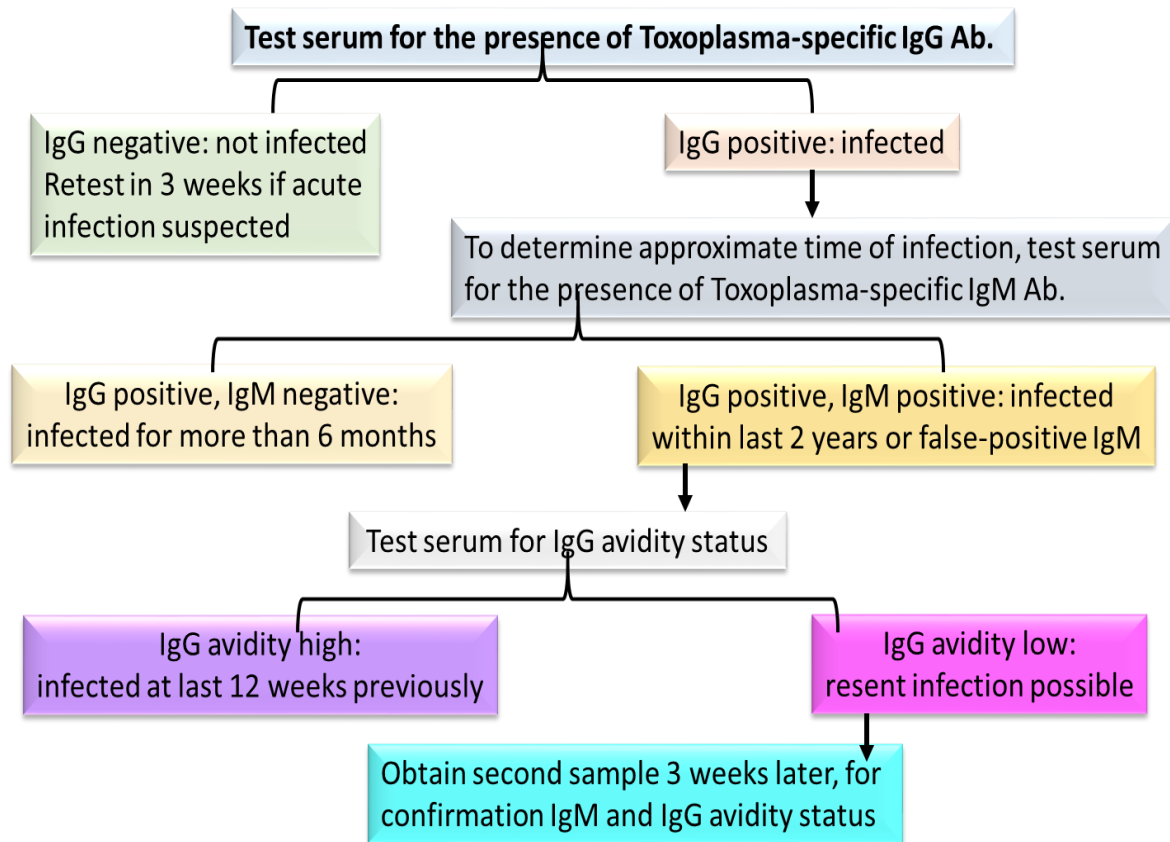 Test serum for the presence of Toxoplasma-specific IgG Ab.
IgG negative: not infected
Retest in 3 weeks if acute
infection suspected
IgG positive: infected
To determine approximate time of infection, test serum
for the presence of Toxoplasma-specific IgM Ab.
IgG positive, IgM negative:
infected for more than 6 months
IgG positive, IgM positive: infected
within last 2 years or false-positive IgM
Test serum for IgG avidity status
IgG avidity high:
infected at last 12 weeks previously
IgG avidity low:
resent infection possible
Obtain second sample 3 weeks later, for
confirmation IgM and IgG avidity status